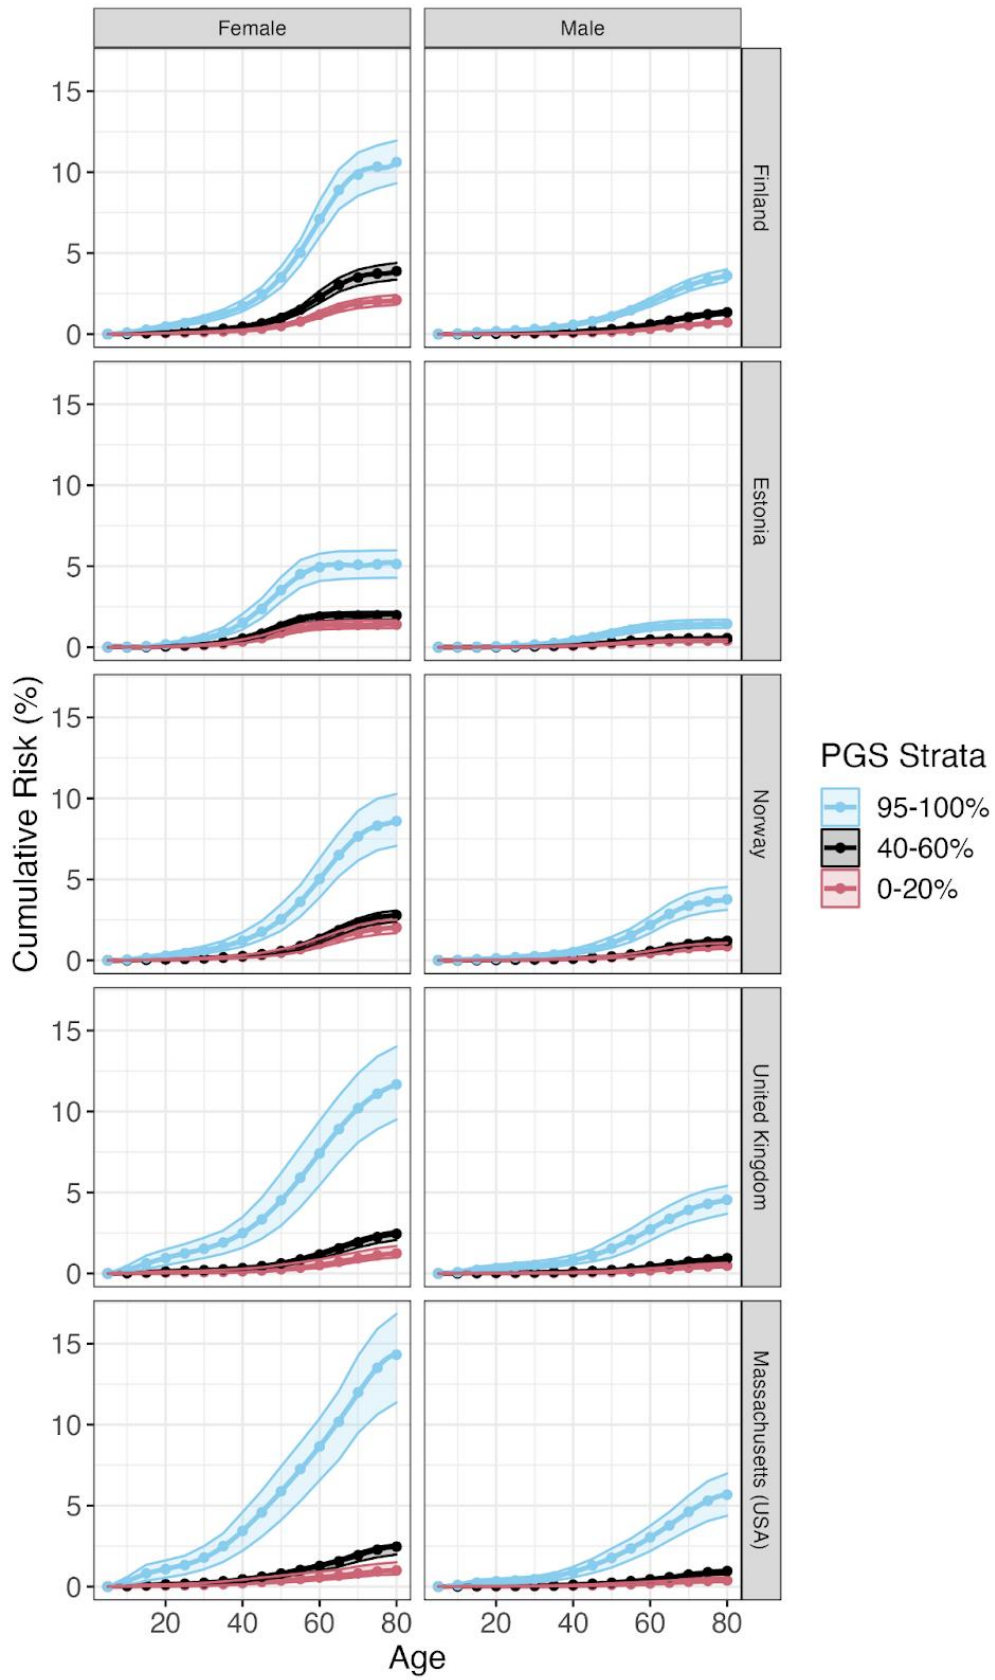 Female
Male
15
10
5
0
Finland
15
10
5
0
Estonia
Cumulative Risk (%)
15
10
5
0
Norway
PGS Strata
95-100%
40-60%
0-20%
15
10
5
0
United Kingdom
15
10
5
0
Massachusetts (USA)
20 40 60 80 20 40 60 80
Age